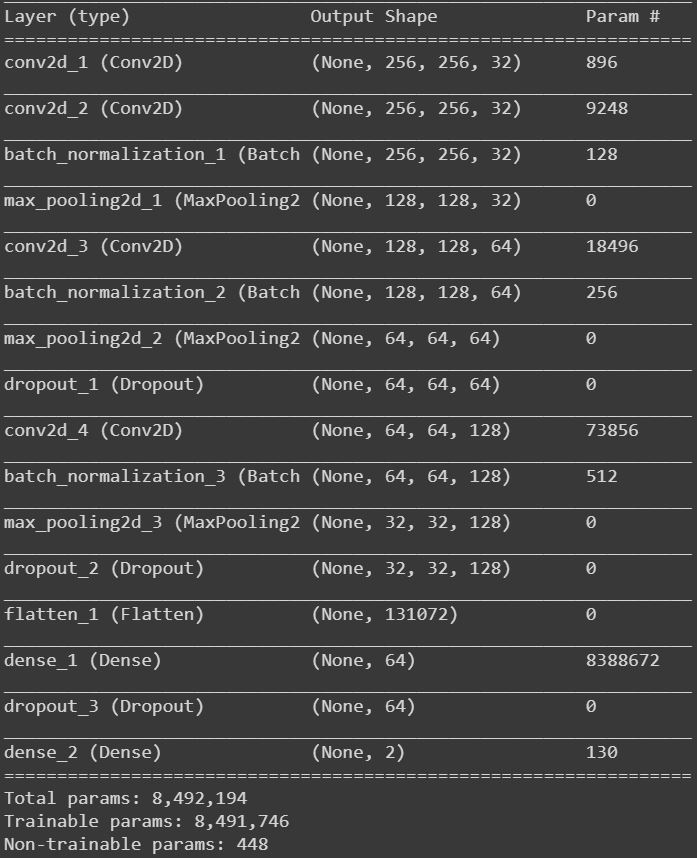 Layer (type) Output Shape Param #
=================================================================
conv2d_1 (Conv2D) (None, 256, 256, 32) 896
_________________________________________________________________
conv2d_2 (Conv2D) (None, 256, 256, 32) 9248
_________________________________________________________________
batch_normalization_1 (Batch (None, 256, 256, 32) 128
_________________________________________________________________
max_pooling2d_1 (MaxPooling2 (None, 128, 128, 32) 0
_________________________________________________________________
conv2d_3 (Conv2D) (None, 128, 128, 64) 18496
_________________________________________________________________
batch_normalization_2 (Batch (None, 128, 128, 64) 256
_________________________________________________________________
max_pooling2d_2 (MaxPooling2 (None, 64, 64, 64) 0
_________________________________________________________________
dropout_1 (Dropout) (None, 64, 64, 64) 0
_________________________________________________________________
conv2d_4 (Conv2D) (None, 64, 64, 128) 73856
_________________________________________________________________
batch_normalization_3 (Batch (None, 64, 64, 128) 512
_________________________________________________________________
max_pooling2d_3 (MaxPooling2 (None, 32, 32, 128) 0
_________________________________________________________________
dropout_2 (Dropout) (None, 32, 32, 128) 0
_________________________________________________________________
flatten_1 (Flatten) (None, 131072) 0
_________________________________________________________________
dense_1 (Dense) (None, 64) 8388672
_________________________________________________________________
dropout_3 (Dropout) (None, 64) 0
_________________________________________________________________
dense_2 (Dense) (None, 2) 130
=================================================================
Total params: 8,492,194
Trainable params: 8,491,746
Non-trainable params: 448